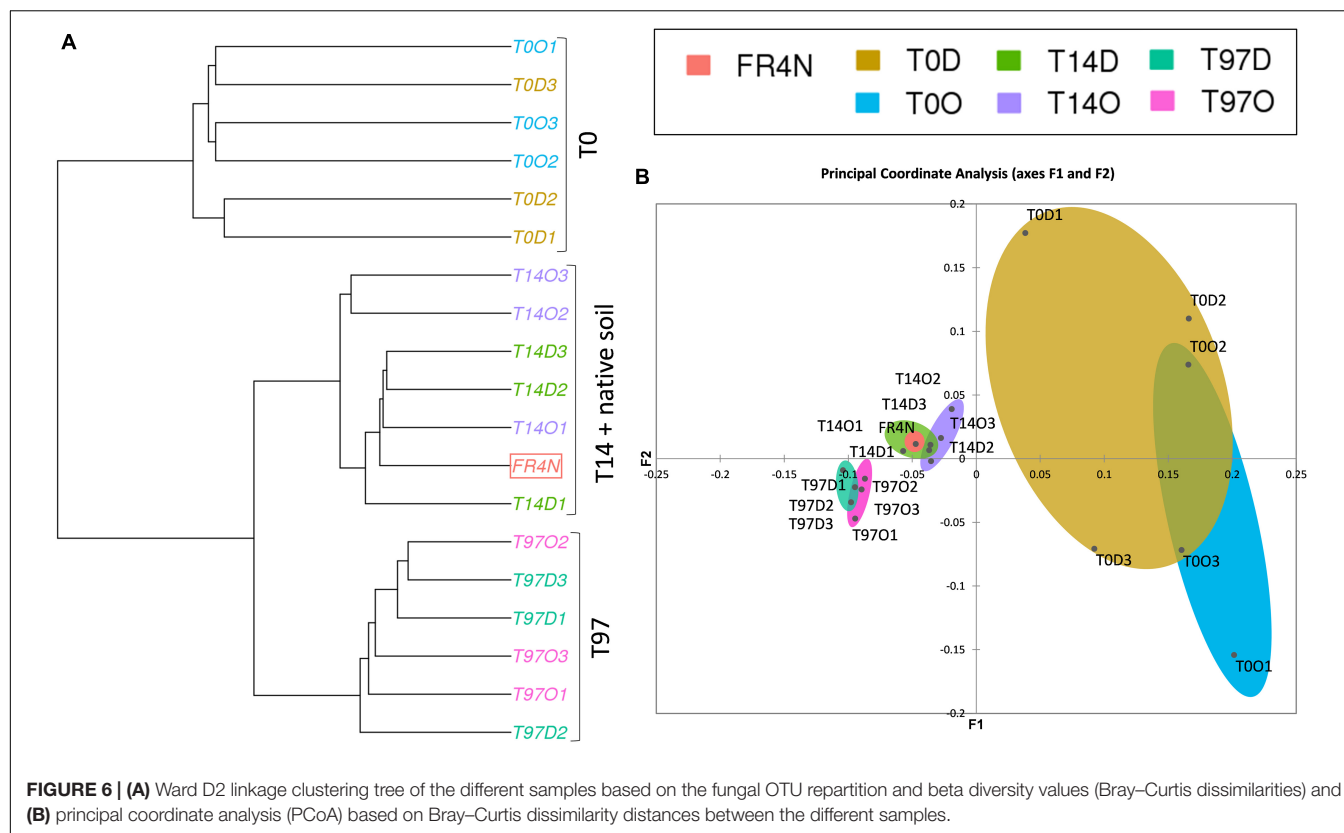 A
T0O1
T0D3
T0O3
T0O2
T0D2
T0D1
T0
T14O3
T14O2
T14D3
T14D2
T14O1
FR4N
T14D1
T14 + native soil
T97O2
T97D3
T97D1
T97O3
T97O1
T97D2
T97
FR4N T0D T14D T97D
T0O T14O T97O
B
Principal Coordinate Analysis (axes F1 and F2)
0.2
T0D1
0.15
T0D2
0.1
T0O2
T14O2
0.05
T14D3
T14O1 FR4N T14O3
T14D1 T14D2
F2
0
-0.25 -0.2 -0.15 -0.1 -0.05 0 0.05 0.1 0.15 0.2 0.25
T97D1 T97O2
T97D2 T97O3
T97D3 T97O1
-0.05
T0D3 T0O3
-0.1
-0.15
T0O1
-0.2
F1
FIGURE 6 | (A) Ward D2 linkage clustering tree of the different samples based on the fungal OTU repartition and beta diversity values (Bray–Curtis dissimilarities) and
(B) principal coordinate analysis (PCoA) based on Bray–Curtis dissimilarity distances between the different samples.